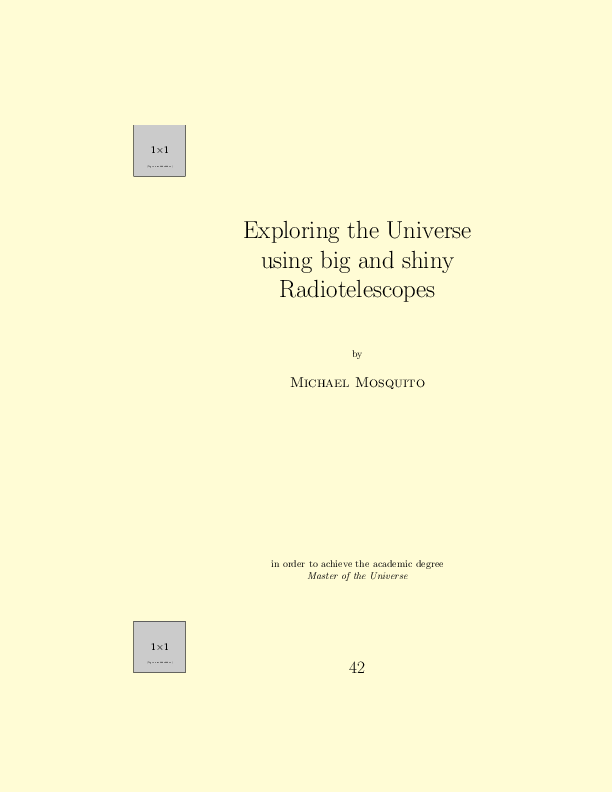 1×1
Exploring the Universe
using big and shiny
Radiotelescopes
by
Michael Mosquito
in order to achieve the academic degree
Master of the Universe
1×1
42